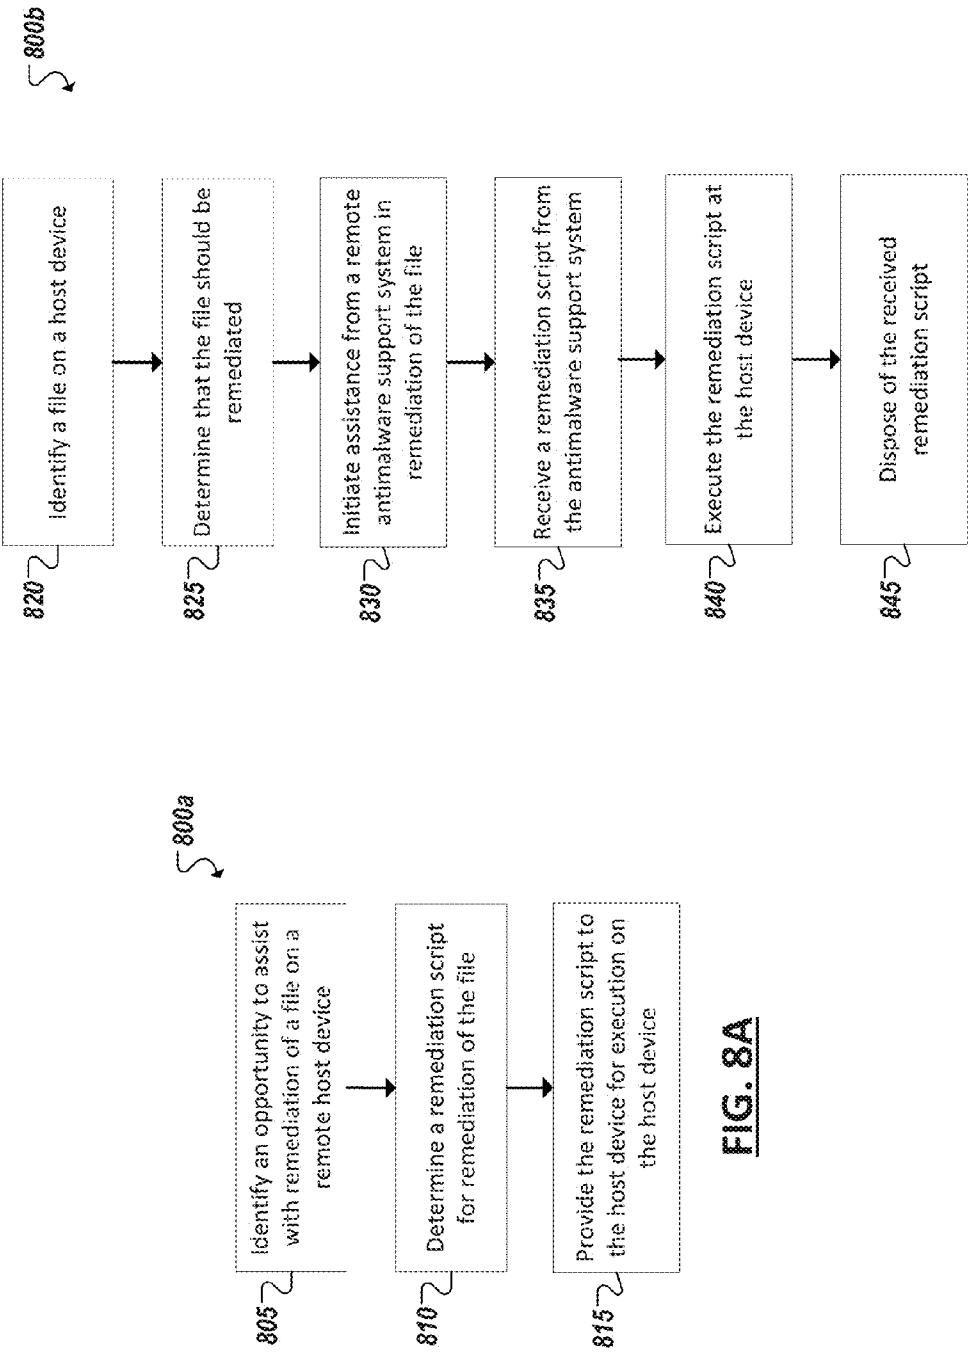 800a
805
Identify an opportunity to assist
with remediation of a file on a
remote host device
810
Determine a remediation script
for remediation of the file
815
Provide the remediation script to
the host device for execution on
the host device
FIG. 8A
800b
820
Identify a file on a host device
825
Determine that the file should be
remediated
830
Initiate assistance from a remote
antimalware support system in
remediation of the file
835
Receive a remediation script from
the antimalware support system
840
Execute the remediation script at
the host device
845
Dispose of the received
remediation script